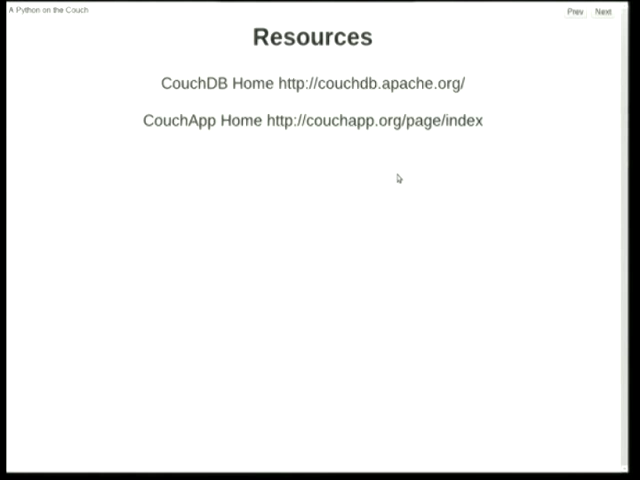 A Python on the Couch
Prev Next
Resources
CouchDB Home http://couchdb.apache.org/
CouchApp Home http://couchapp.org/page/index